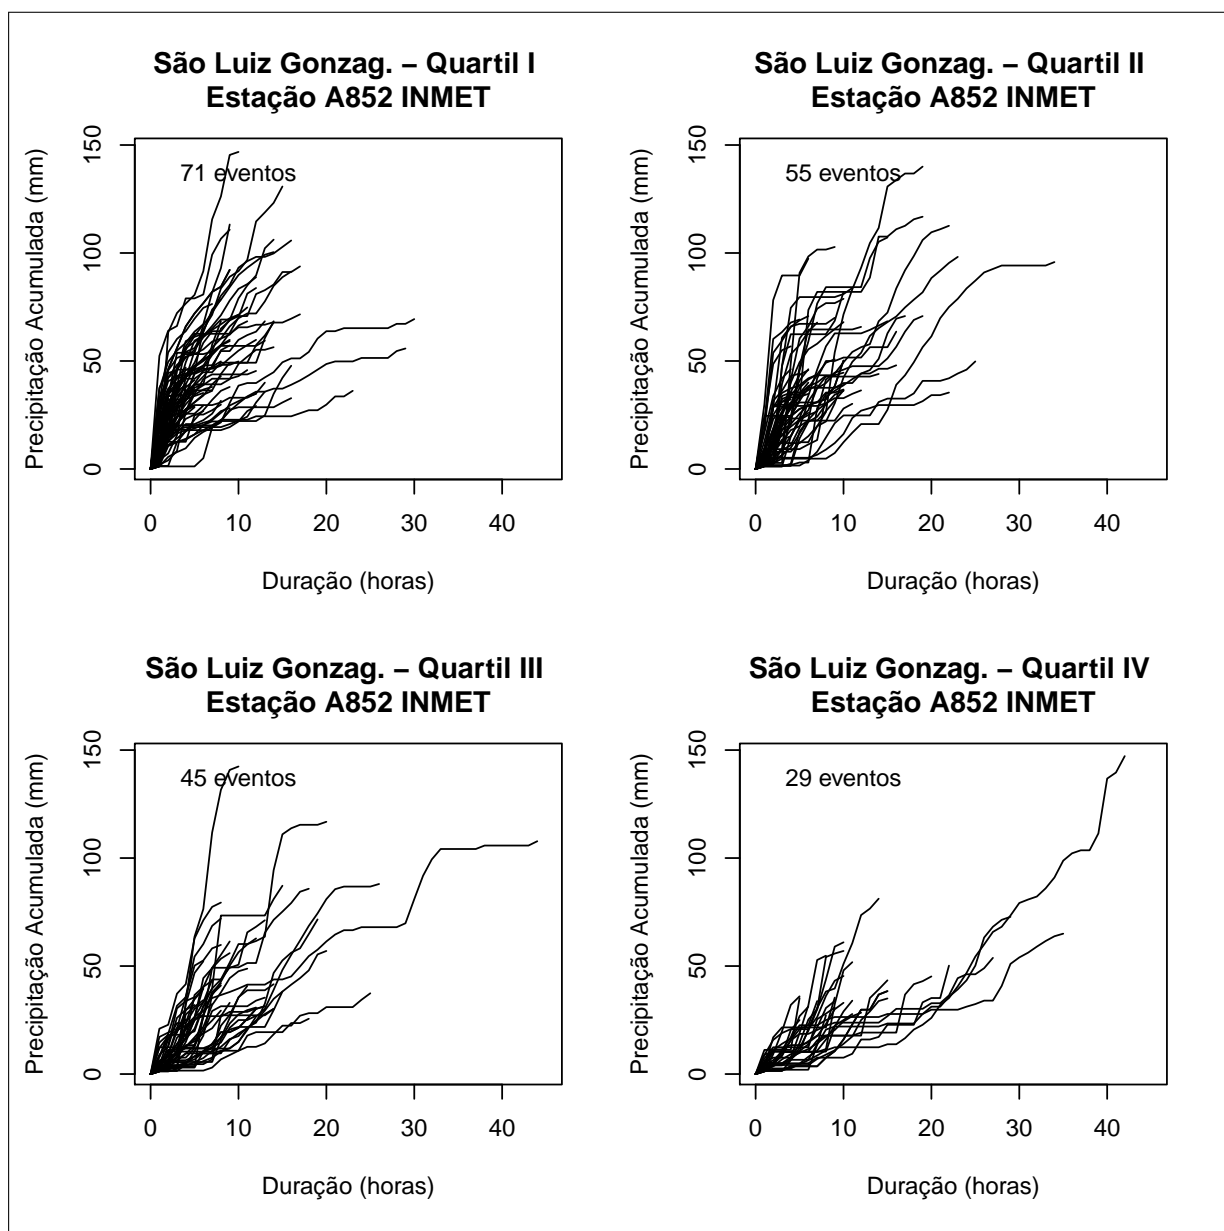 São Luiz Gonzag. – Quartil I
Estação A852 INMET
71 eventos
Precipitação Acumulada (mm)
0 50 100 150
0 10 20 30 40
Duração (horas)
São Luiz Gonzag. – Quartil II
Estação A852 INMET
55 eventos
Precipitação Acumulada (mm)
0 50 100 150
0 10 20 30 40
Duração (horas)
São Luiz Gonzag. – Quartil III
Estação A852 INMET
45 eventos
Precipitação Acumulada (mm)
0 50 100 150
0 10 20 30 40
Duração (horas)
São Luiz Gonzag. – Quartil IV
Estação A852 INMET
29 eventos
Precipitação Acumulada (mm)
0 50 100 150
0 10 20 30 40
Duração (horas)